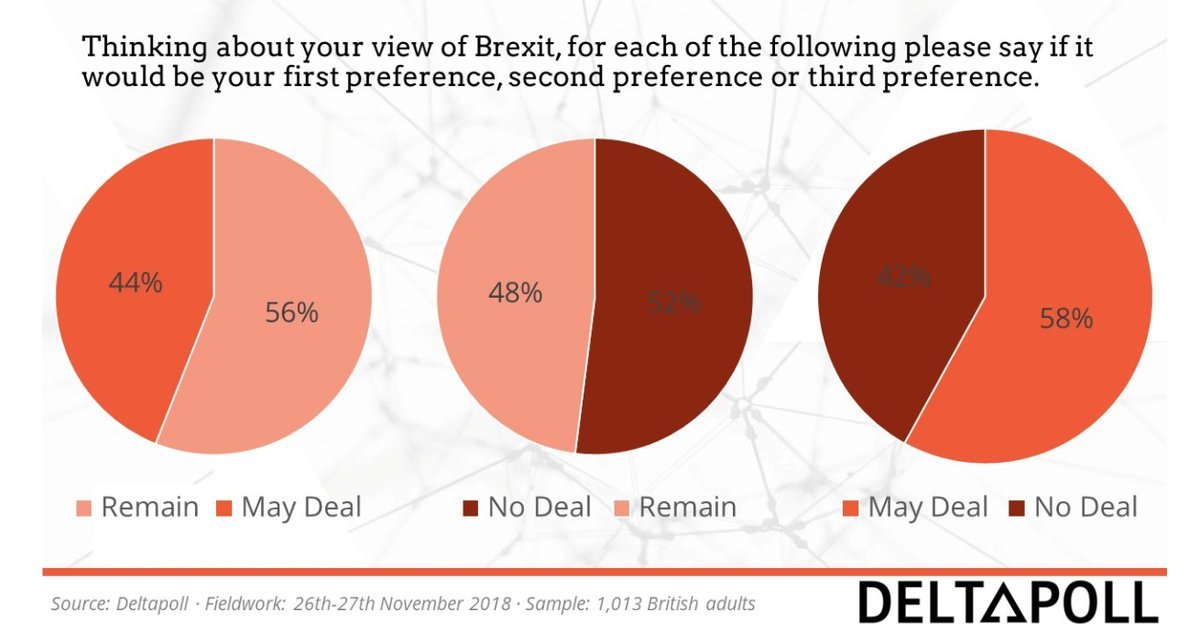 Thinking about your view of Brexit, for each of the following please say if it
would be your first preference, second preference or third preference.
44%
56%
48%
52%
42%
58%
Remain May Deal
No Deal Remain
May Deal No Deal
Source: Deltapoll · Fieldwork: 26th-27th November 2018 · Sample: 1,013 British adults
DELTAPOLL